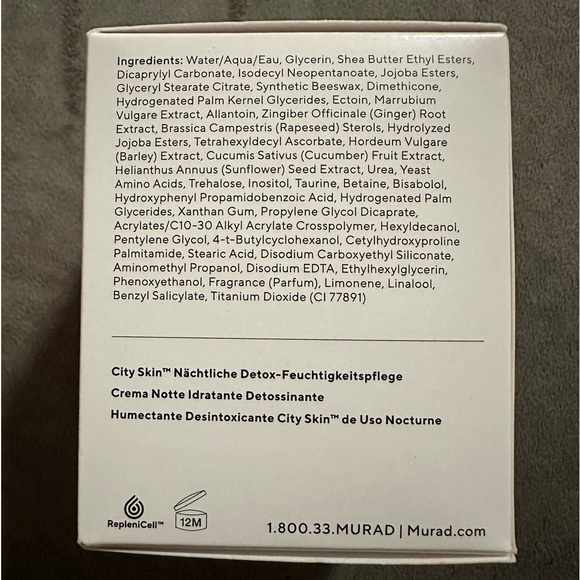 Ingredients: Water/Aqua/Eau, Glycerin, Shea Butter Ethyl Esters,
Dicaprylyl Carbonate, Isodecyl Neopentanoate, Jojoba Esters,
Glyceryl Stearate Citrate, Synthetic Beeswax, Dimethicone,
Hydrogenated Palm Kernel Glycerides, Ectoin, Marrubium
Vulgare Extract, Allantoin, Zingiber Officinale (Ginger) Root
Extract, Brassica Campestris (Rapeseed) Sterols, Hydrolyzed
Jojoba Esters, Tetrahexyldecyl Ascorbate, Hordeum Vulgare
(Barley) Extract, Cucumis Sativus (Cucumber) Fruit Extract,
Helianthus Annuus (Sunflower) Seed Extract, Urea, Yeast
Amino Acids, Trehalose, Inositol, Taurine, Betaine, Bisabolol,
Hydroxyphenyl Propamidobenzoic Acid, Hydrogenated Palm
Glycerides, Xanthan Gum, Propylene Glycol Dicaprate,
Acrylates/C10-30 Alkyl Acrylate Crosspolymer, Hexyldecanol,
Pentylene Glycol, 4-t-Butylcyclohexanol, Cetylhydroxyproline
Palmitamide, Stearic Acid, Disodium Carboxyethyl Siliconate,
Aminomethyl Propanol, Disodium EDTA, Ethylhexylglycerin,
Phenoxyethanol, Fragrance (Parfum), Limonene, Linalool,
Benzyl Salicylate, Titanium Dioxide (CI 77891)
City Skin™ Nächtliche Detox-Feuchtigkeitspflege
Crema Notte Idratante Detossinante
Humectante Desintoxicante City Skin™ de Uso Nocturne
RepleniCell™
12M
1.800.33.MURAD | Murad.com